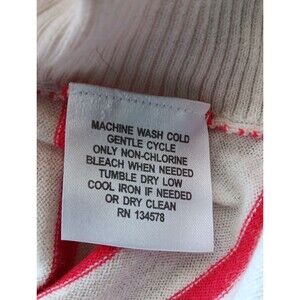 MACHINE WASH COLD
GENTLE CYCLE
ONLY NON-CHLORINE
BLEACH WHEN NEEDED
TUMBLE DRY LOW
COOL IRON IF NEEDED
OR DRY CLEAN
RN 134578